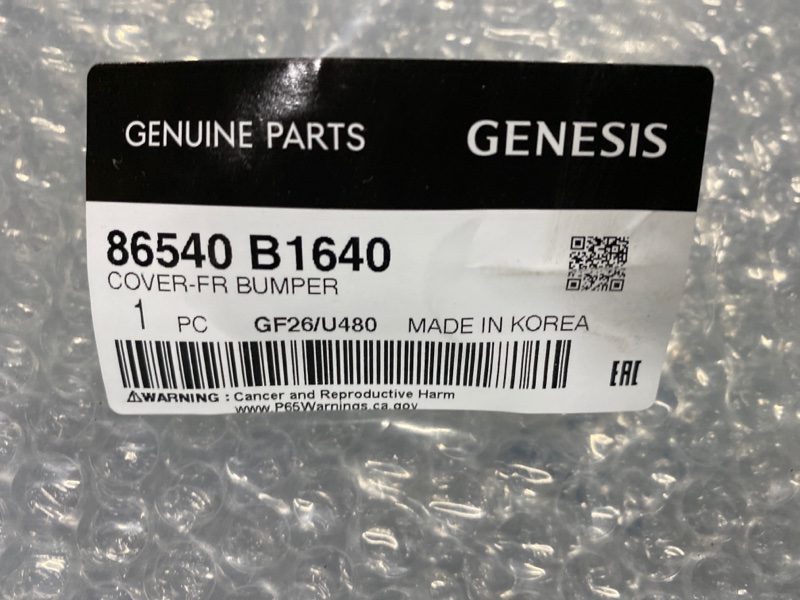 GENUINE PARTS GENESIS
86540 B1640
COVER-FR BUMPER
1 PC GF26/U480 MADE IN KOREA
EAC
⚠WARNING : Cancer and Reproductive Harm
www.P65Warnings.ca.gov